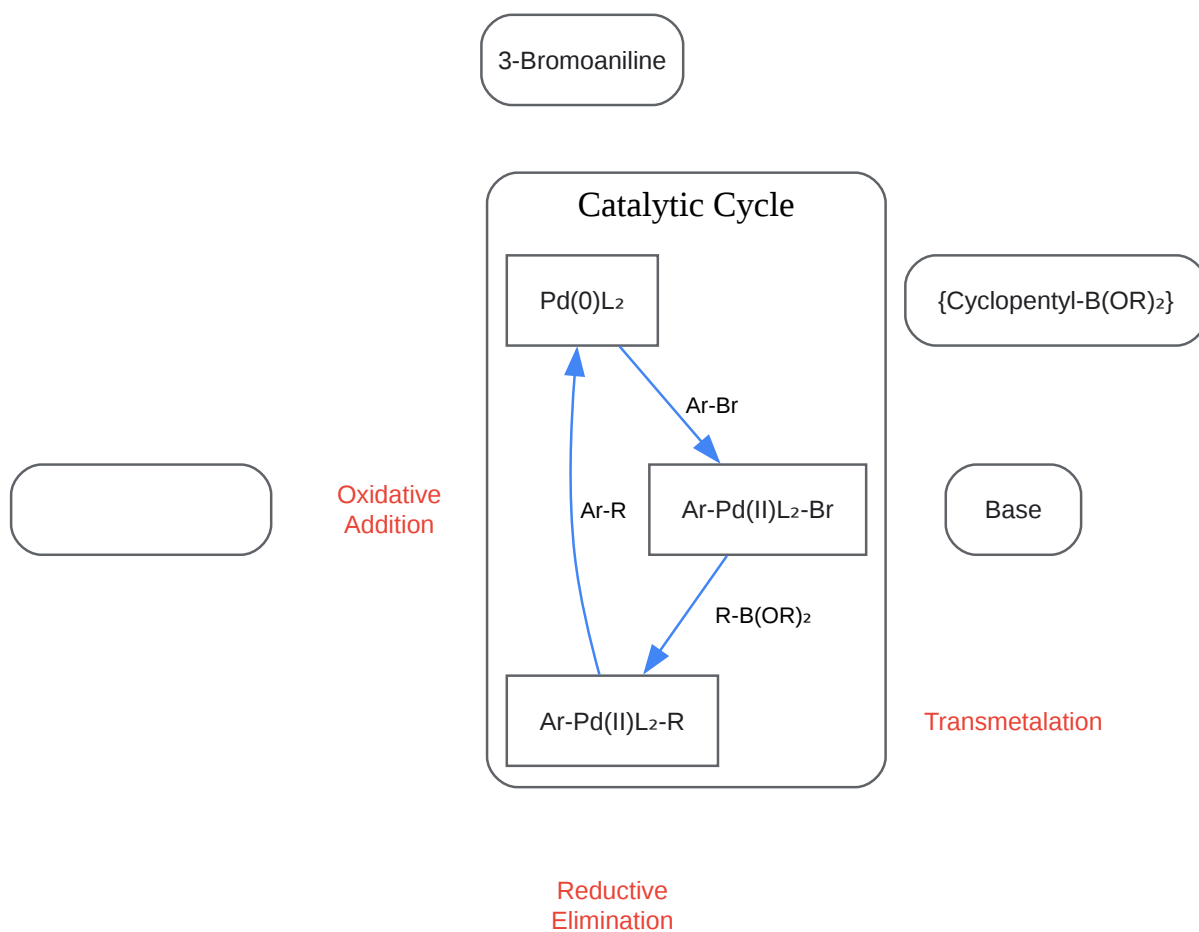 3-Bromoaniline
Catalytic Cycle
Pd(0)L₂
{Cyclopentyl-B(OR)₂}
Ar-Br
Oxidative
Addition
Ar-R
Ar-Pd(II)L₂-Br
Base
R-B(OR)₂
Ar-Pd(II)L₂-R
Transmetalation
Reductive
Elimination